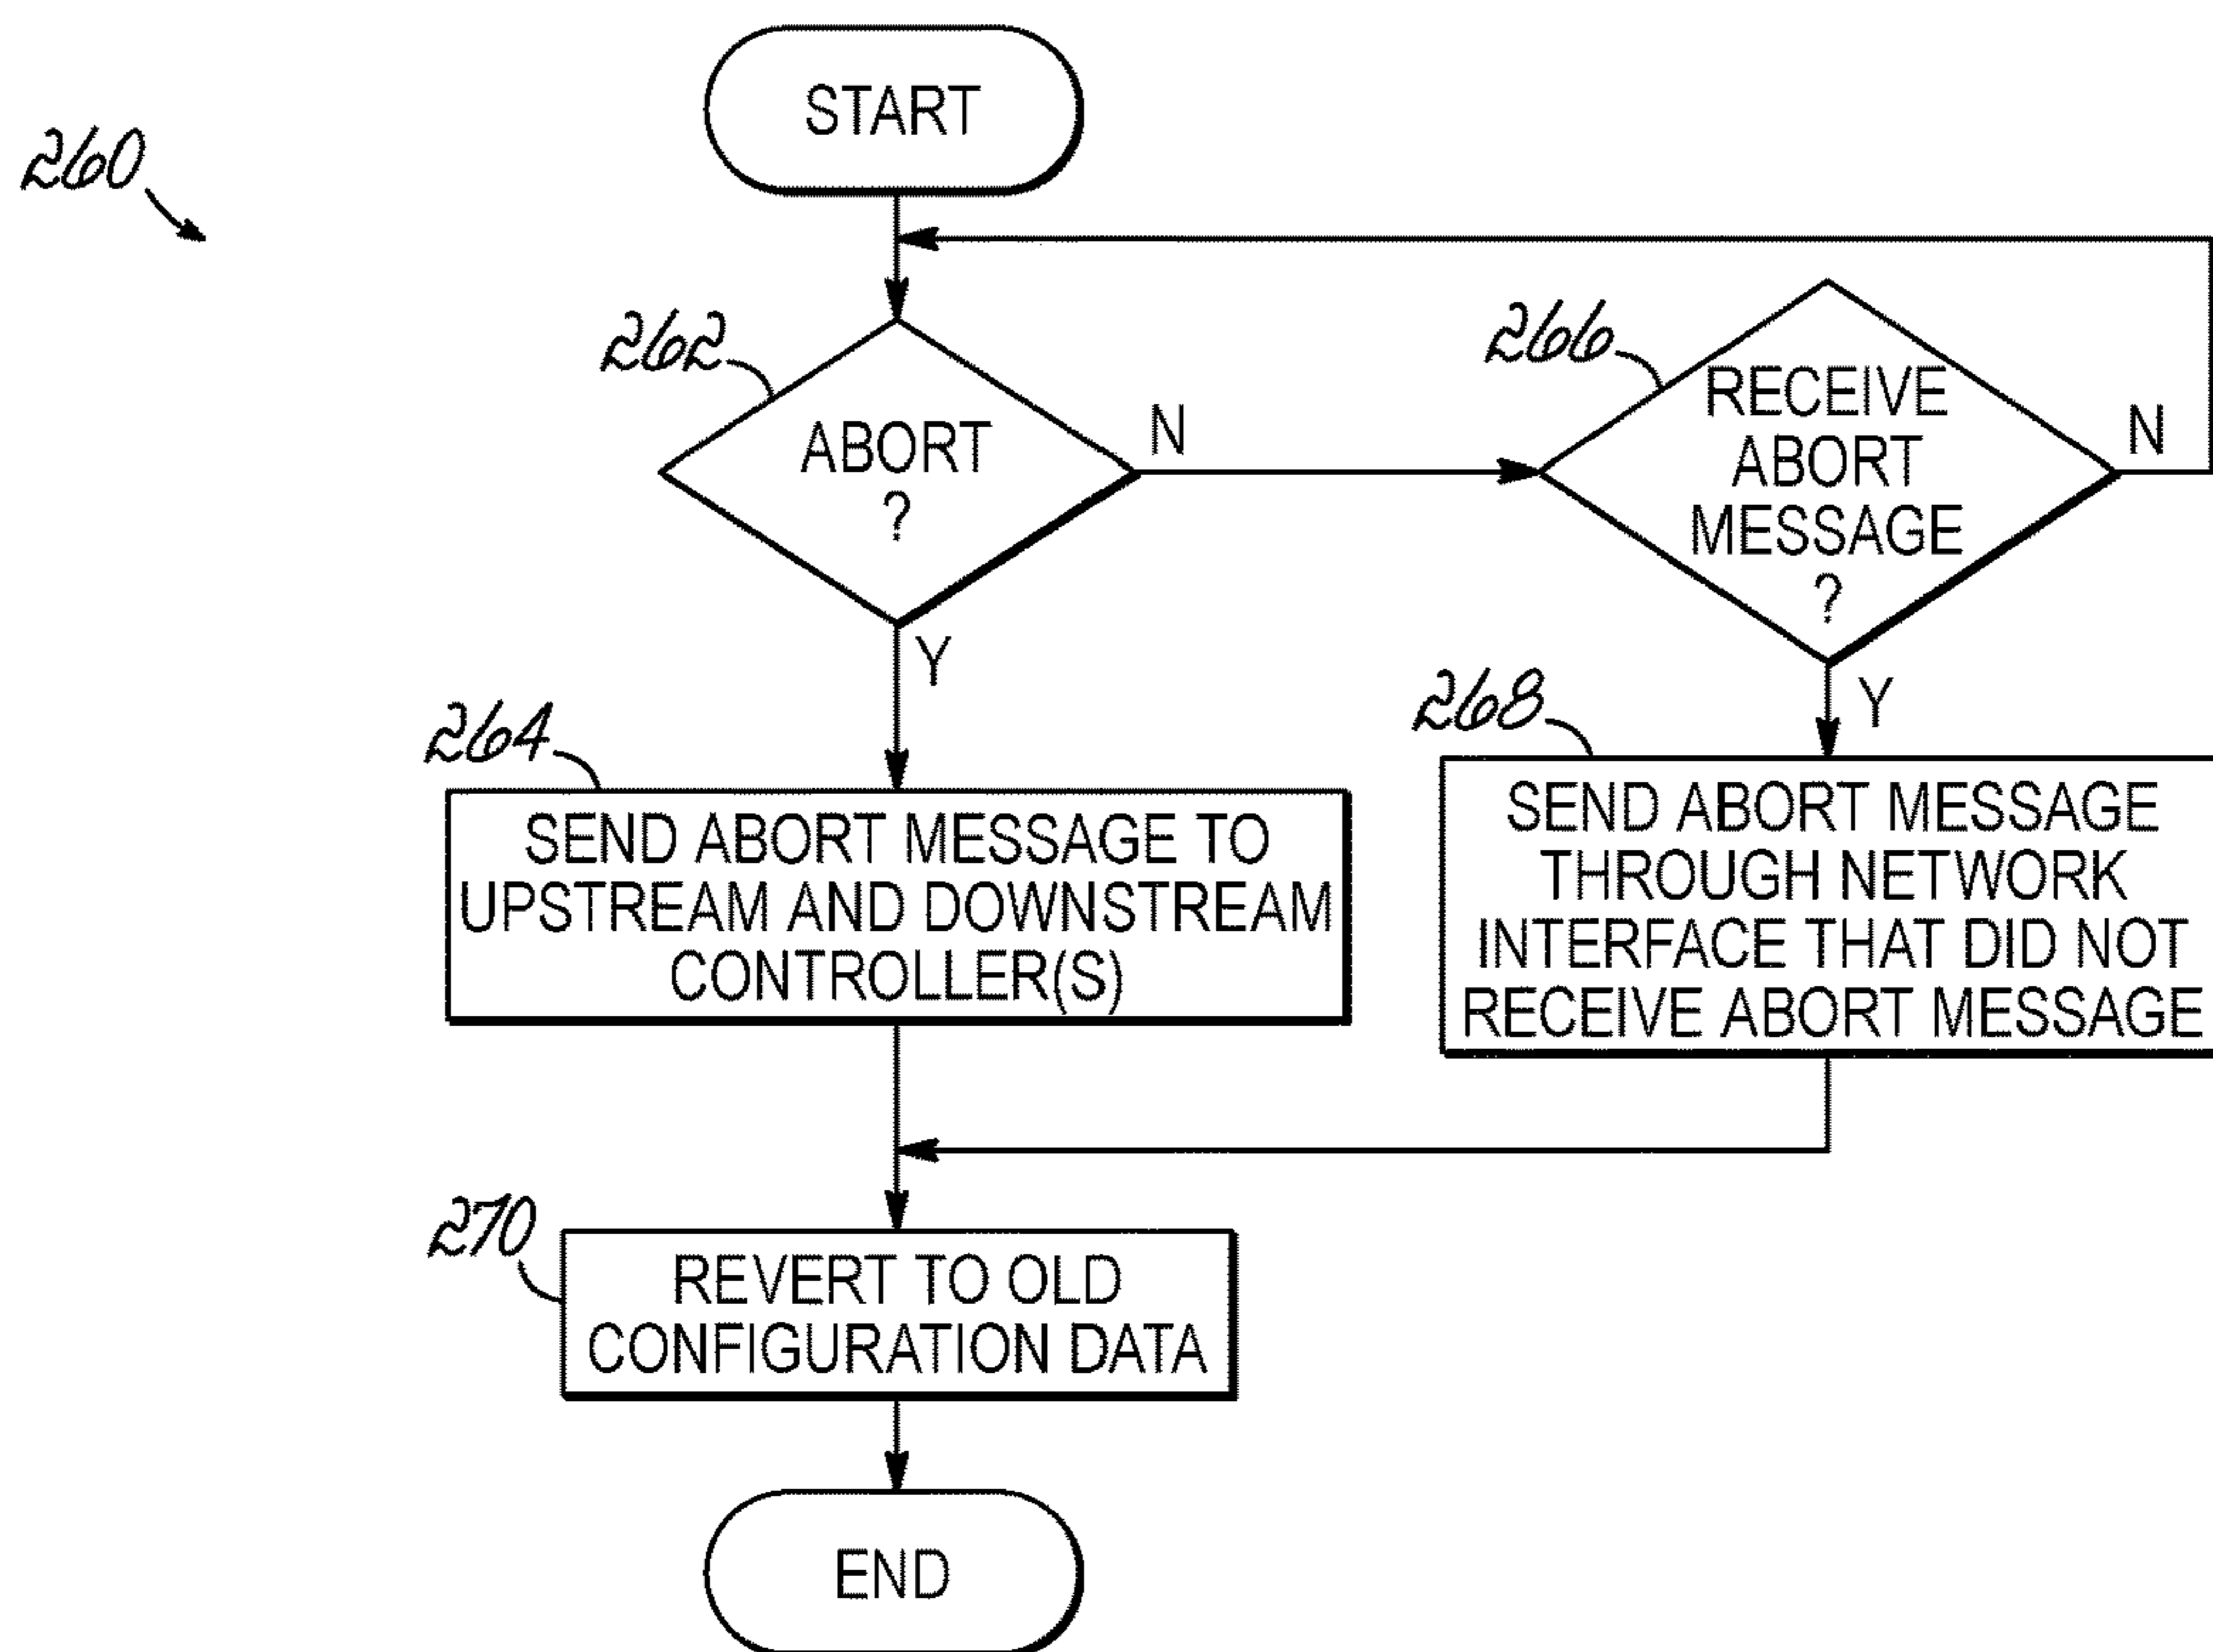 START
260
262
ABORT
?
N
266
RECEIVE
ABORT
MESSAGE
?
N
Y
Y
264
SEND ABORT MESSAGE TO
UPSTREAM AND DOWNSTREAM
CONTROLLER(S)
268
SEND ABORT MESSAGE
THROUGH NETWORK
INTERFACE THAT DID NOT
RECEIVE ABORT MESSAGE
270
REVERT TO OLD
CONFIGURATION DATA
END